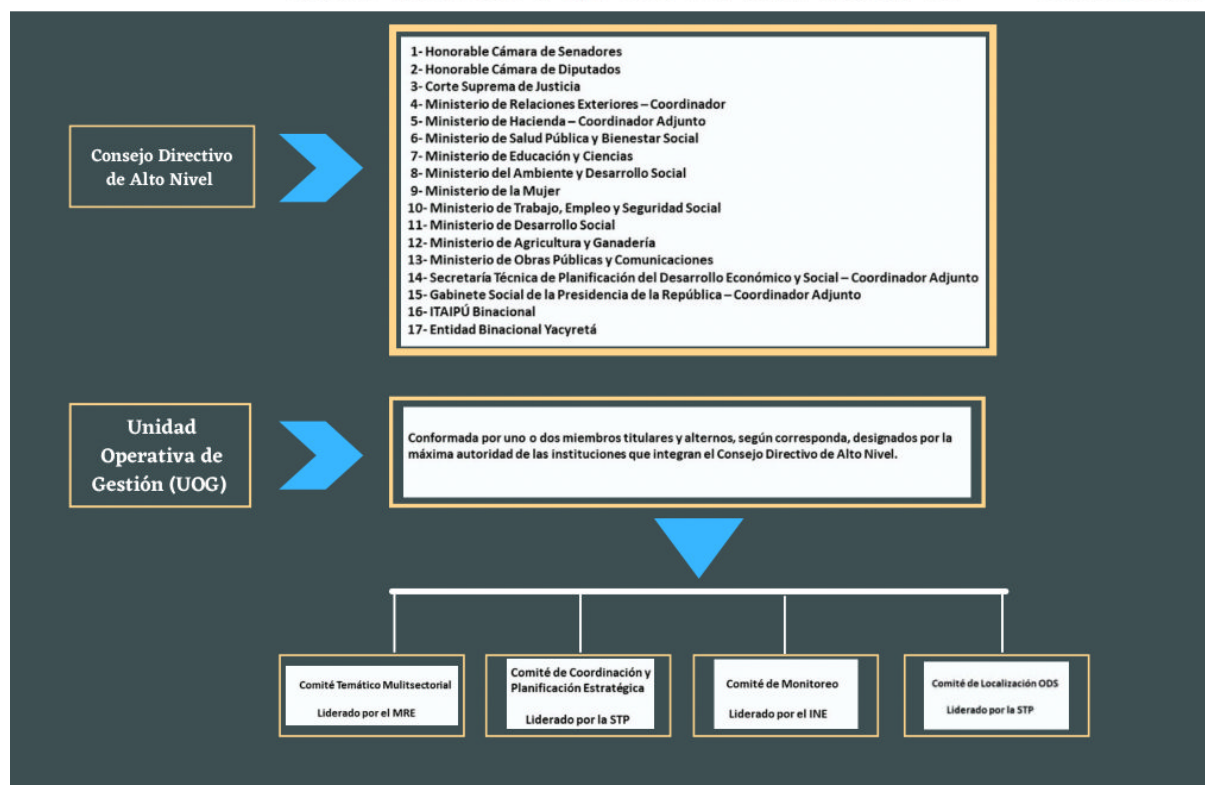 Consejo Directivo
de Alto Nivel
1- Honorable Cámara de Senadores
2- Honorable Cámara de Diputados
3- Corte Suprema de Justicia
4- Ministerio de Relaciones Exteriores – Coordinador
5- Ministerio de Hacienda – Coordinador Adjunto
6- Ministerio de Salud Pública y Bienestar Social
7- Ministerio de Educación y Ciencias
8- Ministerio del Ambiente y Desarrollo Social
9- Ministerio de la Mujer
10- Ministerio de Trabajo, Empleo y Seguridad Social
11- Ministerio de Desarrollo Social
12- Ministerio de Agricultura y Ganadería
13- Ministerio de Obras Públicas y Comunicaciones
14- Secretaría Técnica de Planificación del Desarrollo Económico y Social – Coordinador Adjunto
15- Gabinete Social de la Presidencia de la República – Coordinador Adjunto
16- ITAIPÚ Binacional
17- Entidad Binacional Yacyretá
Unidad
Operativa de
Gestión (UOG)
Conformada por uno o dos miembros titulares y alternos, según corresponda, designados por la
máxima autoridad de las instituciones que integran el Consejo Directivo de Alto Nivel.
Comité Temático Mulitsectorial
Liderado por el MRE
Comité de Coordinación y
Planificación Estratégica
Liderado por la STP
Comité de Monitoreo
Liderado por el INE
Comité de Localización ODS
Liderado por la STP